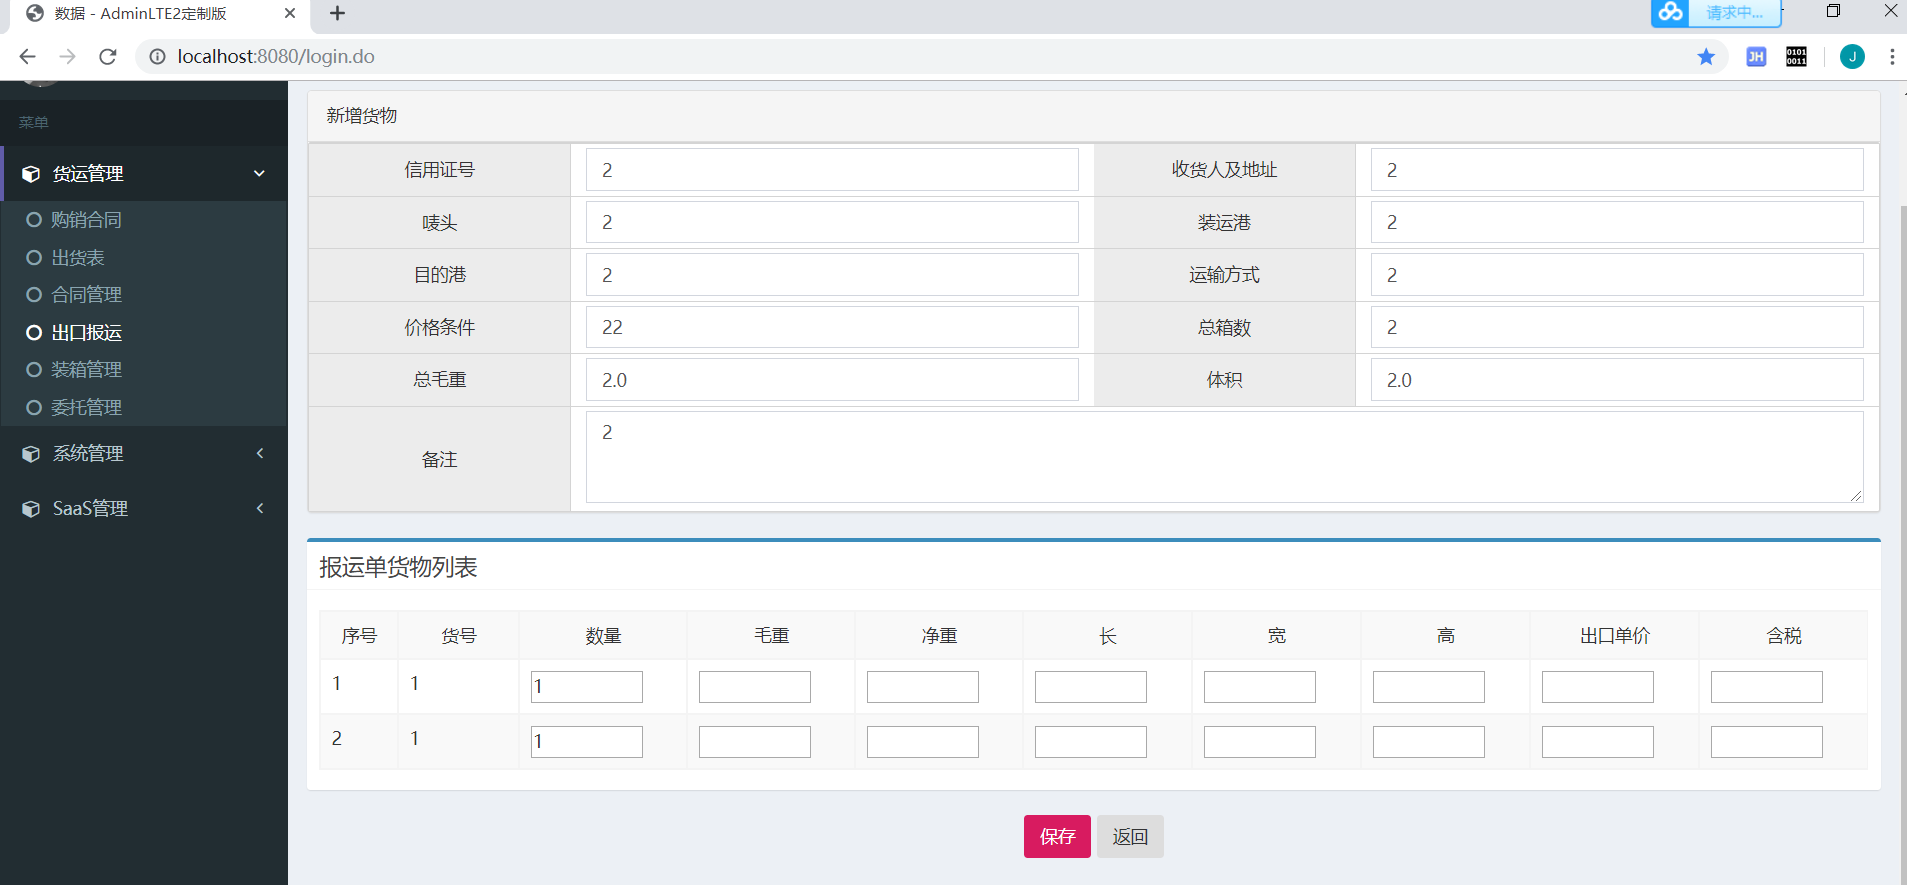 数据 - AdminLTE2定制版
请求中...
localhost:8080/login.do
JH
0101
0011
J
菜单
货运管理
购销合同
出货表
合同管理
出口报运
装箱管理
委托管理
系统管理
SaaS管理
新增货物
信用证号 2 收货人及地址 2
唛头 2 装运港 2
目的港 2 运输方式 2
价格条件 22 总箱数 2
总毛重 2.0 体积 2.0
备注 2
报运单货物列表
序号 货号 数量 毛重 净重 长 宽 高 出口单价 含税
1 1 1
2 1 1
保存 返回